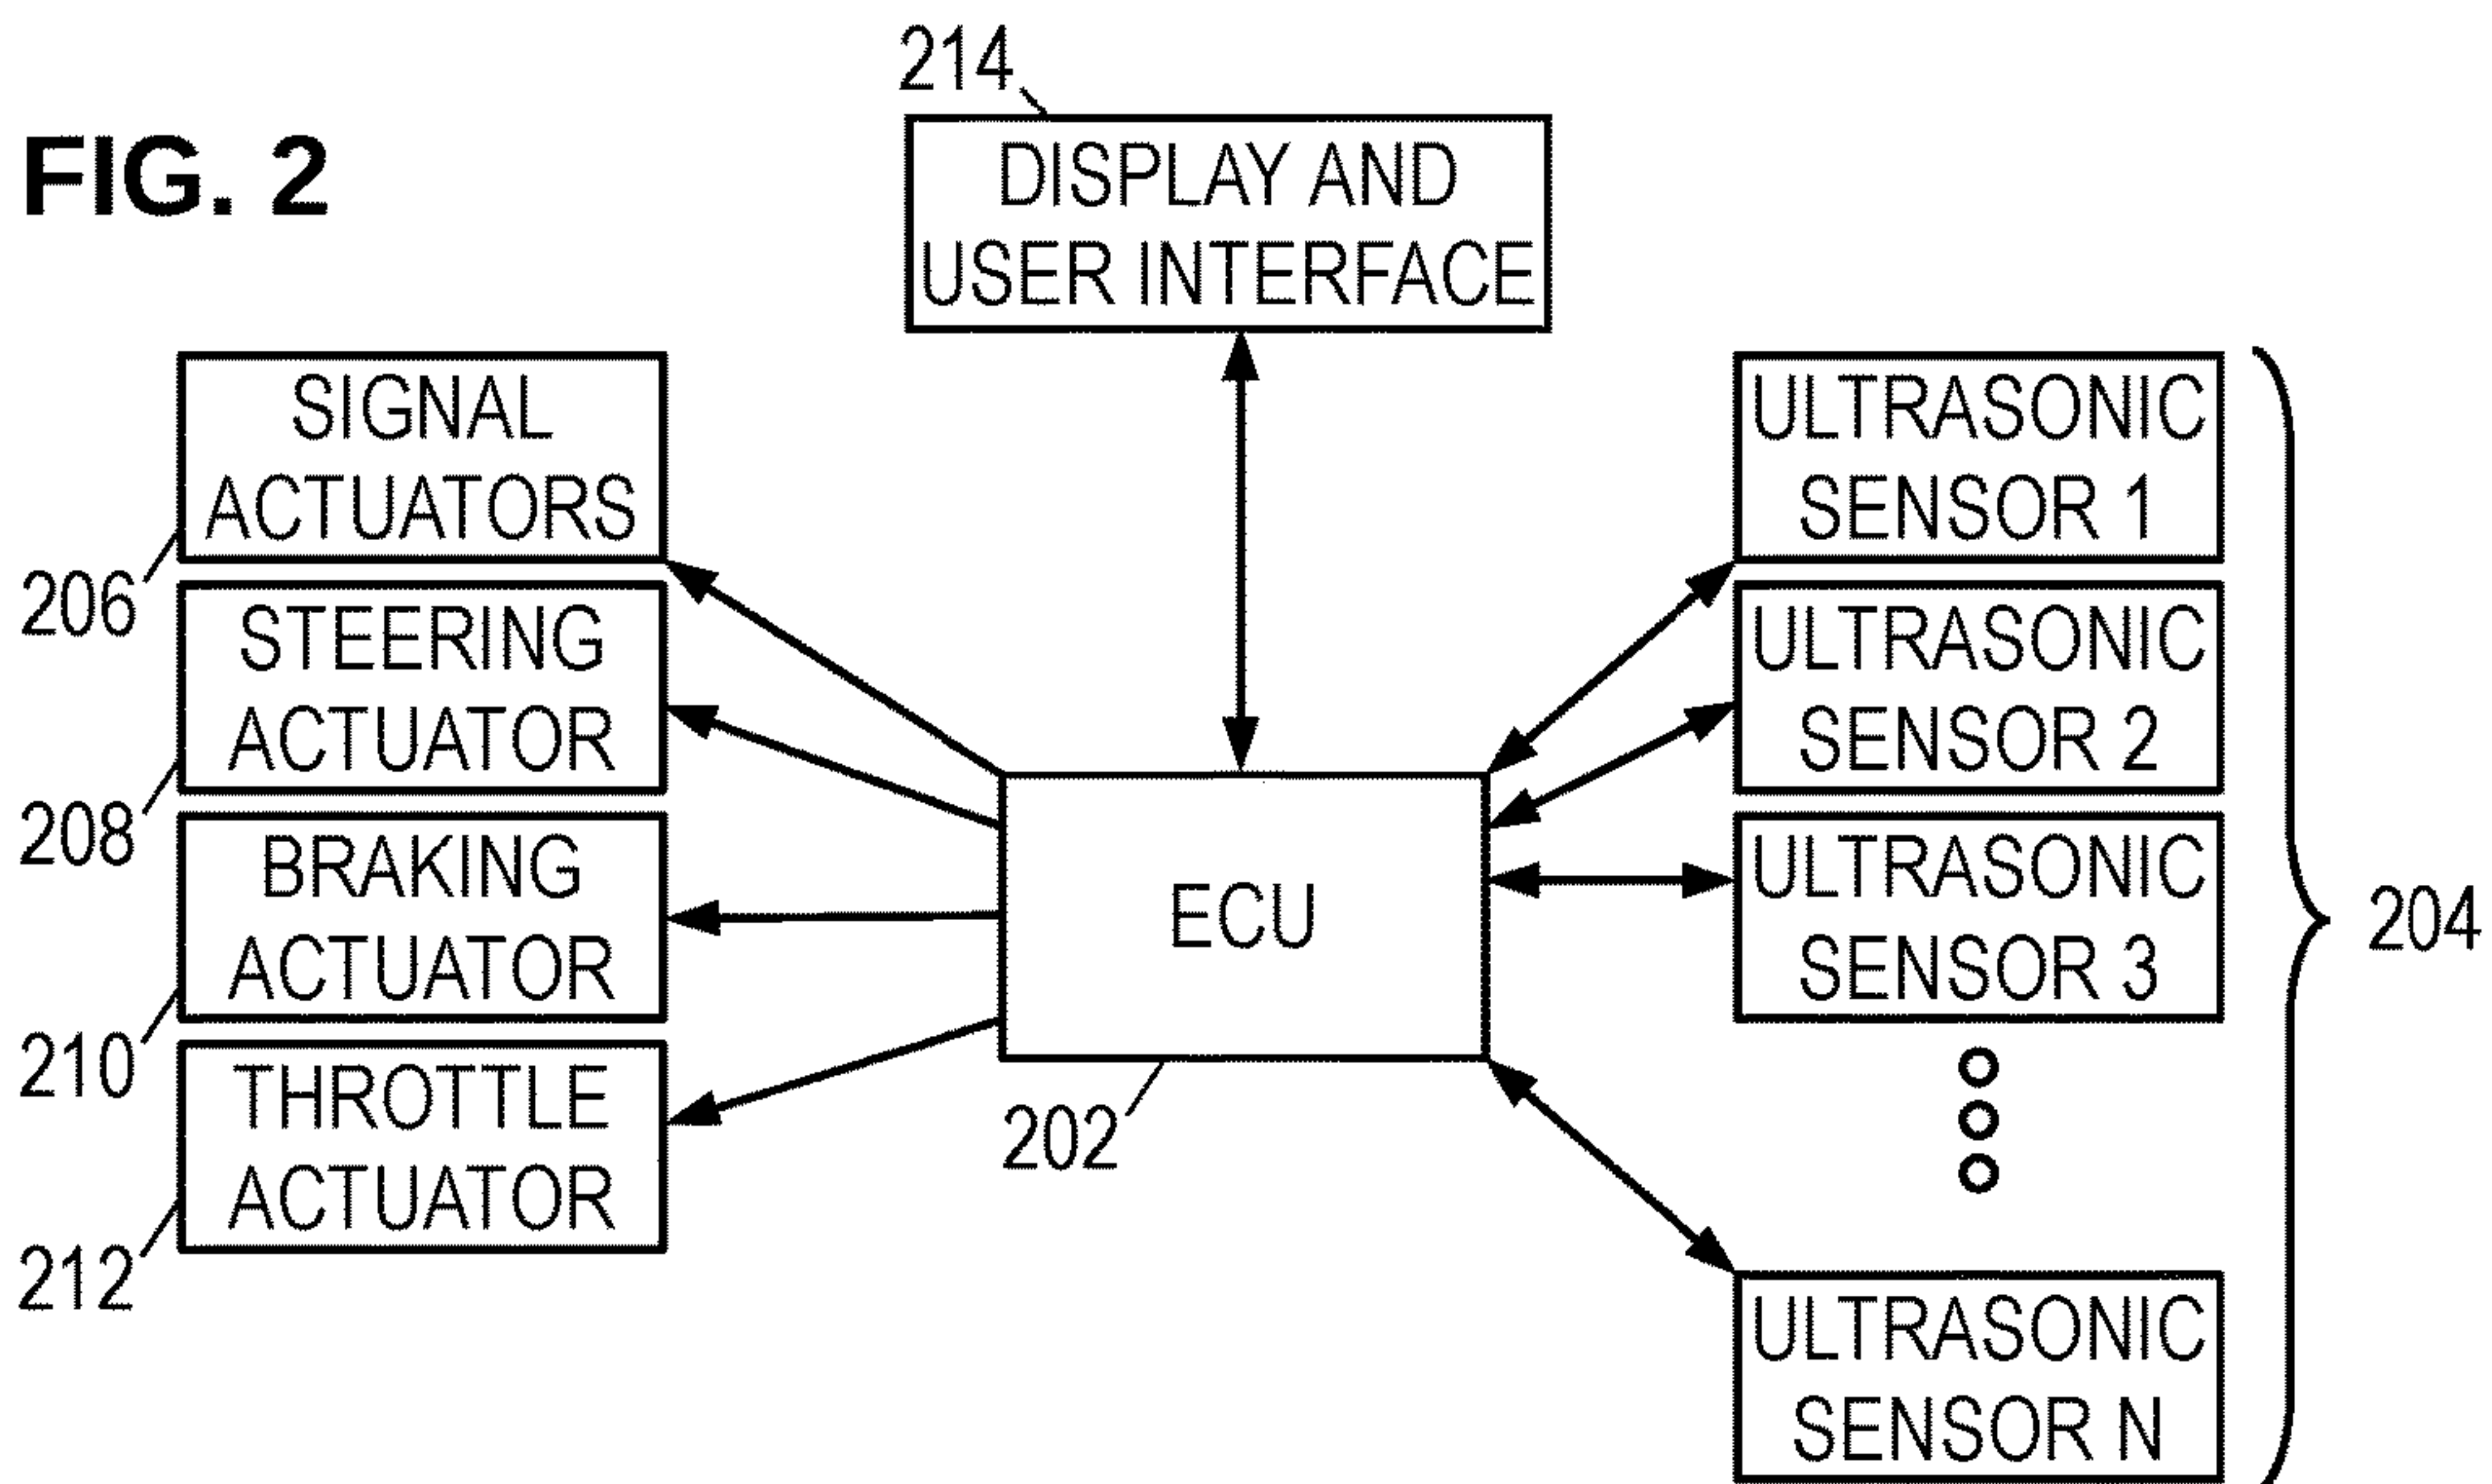 FIG. 2
214
DISPLAY AND
USER INTERFACE
SIGNAL
ACTUATORS
206
STEERING
ACTUATOR
208
BRAKING
ACTUATOR
210
THROTTLE
ACTUATOR
212
ECU
202
ULTRASONIC
SENSOR 1
ULTRASONIC
SENSOR 2
ULTRASONIC
SENSOR 3
ULTRASONIC
SENSOR N
204